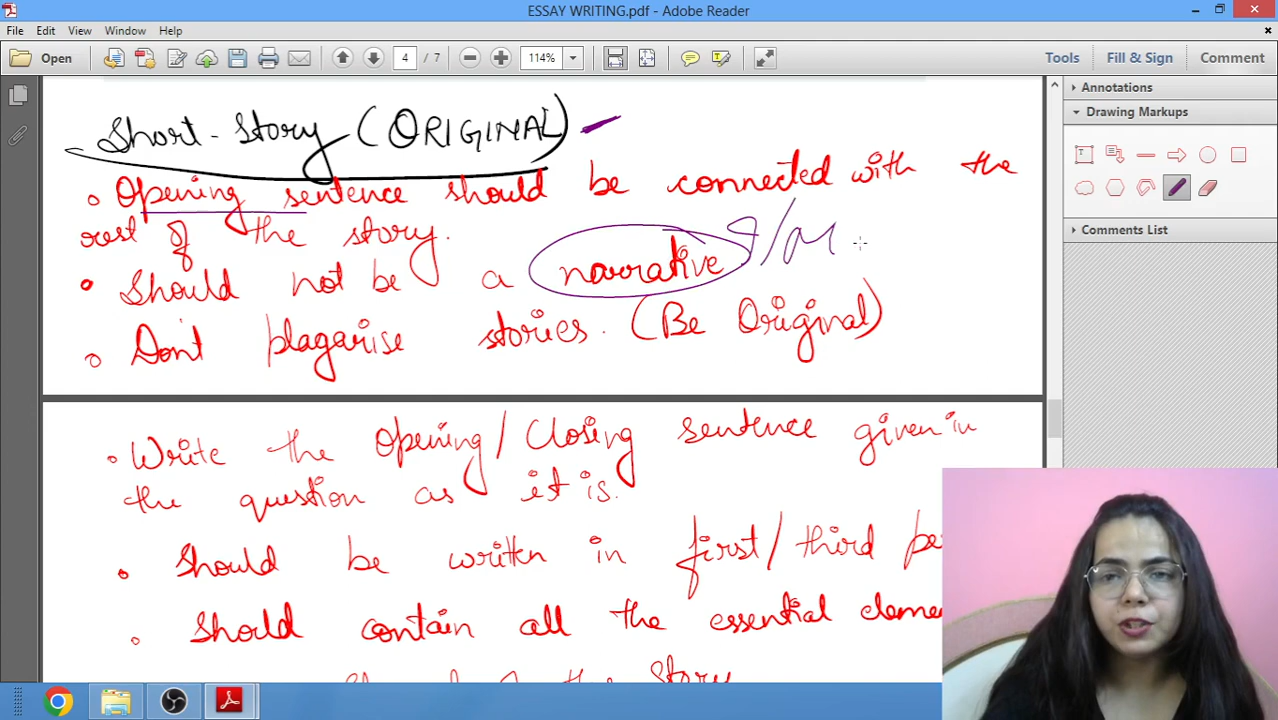 ESSAY WRITING.pdf - Adobe Reader
File Edit View Window Help
Open 4 / 7 114% Tools Fill & Sign Comment
Annotations
Drawing Markups
Comments List
Short-Story (ORIGINAL)
• Opening sentence should be connected with the
rest of the story.
• Should not be a narrative
• Don't plagarise stories. (Be Original)
• Write the Opening / Closing sentence given in
the question as it is.
• Should be written in first / third
• Should contain all the essential
the Story